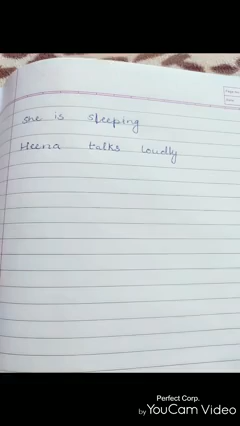 she is sleeping
Heena talks loudly
Perfect Corp.
by YouCam Video